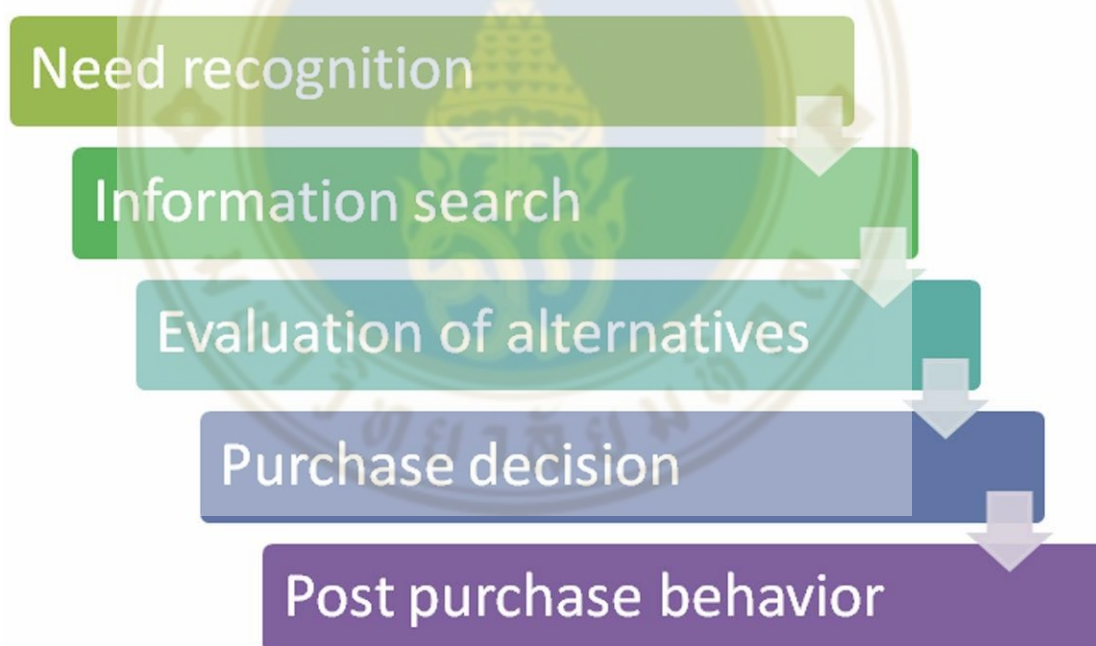 Need recognition
Information search
Evaluation of alternatives
Purchase decision
Post purchase behavior